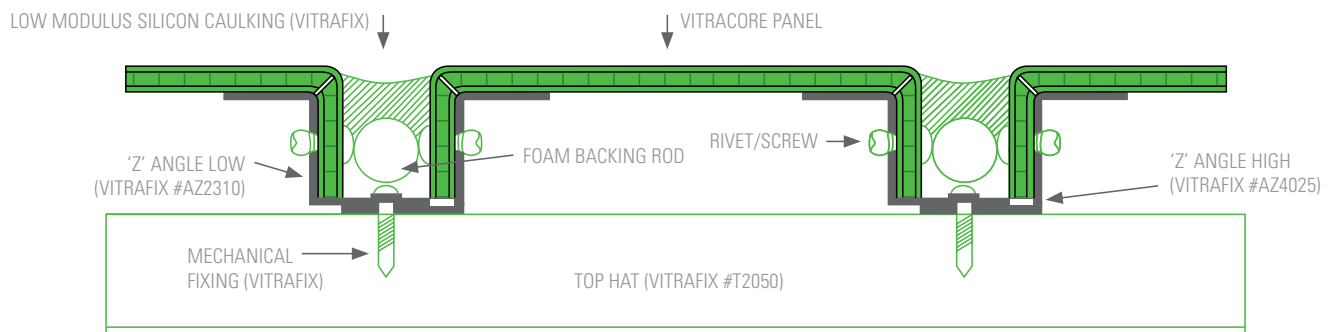 LOW MODULUS SILICON CAULKING (VITRAFIX)
VITRACORE PANEL
‘Z’ ANGLE LOW
(VITRAFIX #AZ2310)
FOAM BACKING ROD
RIVET/SCREW
‘Z’ ANGLE HIGH
(VITRAFIX #AZ4025)
MECHANICAL
FIXING (VITRAFIX)
TOP HAT (VITRAFIX #T2050)